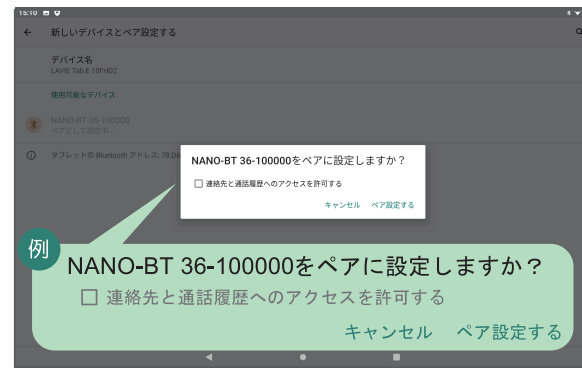 15:10
新しいデバイスとペア設定する
デバイス名
LAVIE Tab E 10FHD2
使用可能なデバイス
NANO-BT 36-100000
ペアとして設定中...
タブレットの Bluetooth アドレス: 78:D6
NANO-BT 36-100000をペアに設定しますか？
連絡先と通話履歴へのアクセスを許可する
キャンセル ペア設定する
例
NANO-BT 36-100000をペアに設定しますか？
連絡先と通話履歴へのアクセスを許可する
キャンセル ペア設定する